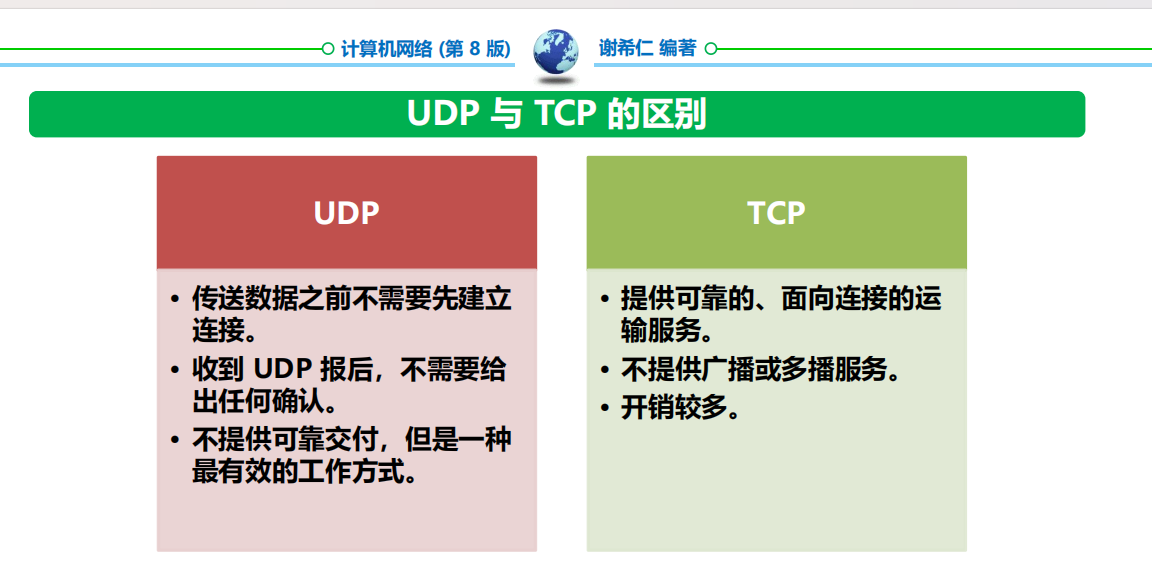 计算机网络 (第 8 版)
谢希仁 编著
UDP 与 TCP 的区别
UDP
• 传送数据之前不需要先建立
连接。
• 收到 UDP 报后，不需要给
出任何确认。
• 不提供可靠交付，但是一种
最有效的工作方式。
TCP
• 提供可靠的、面向连接的运
输服务。
• 不提供广播或多播服务。
• 开销较多。